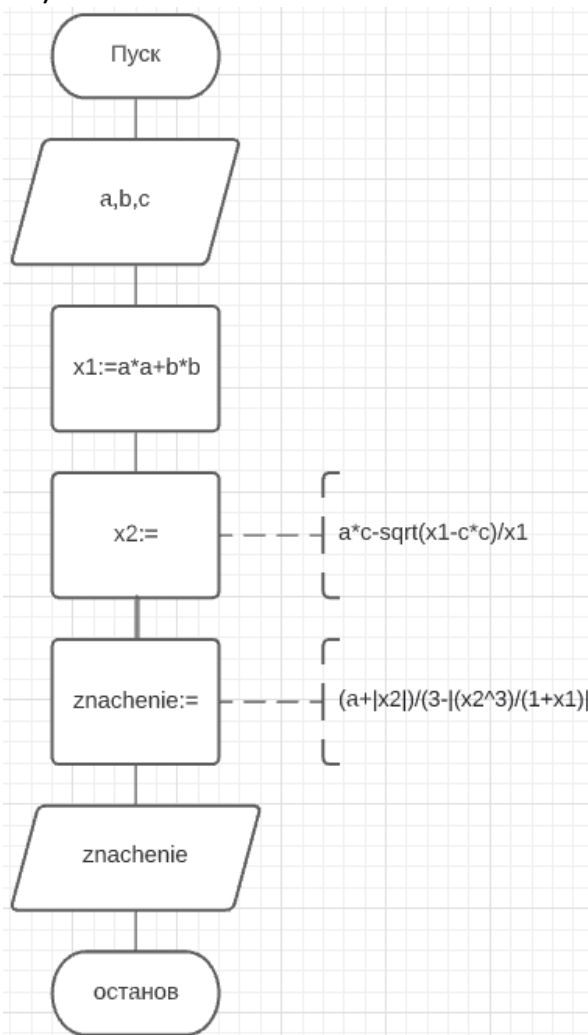 Пуск
a,b,c
x1:=a*a+b*b
x2:=
a*c-sqrt(x1-c*c)/x1
znachenie:=
(a+|x2|)/(3-|(x2^3)/(1+x1)|
znachenie
останов